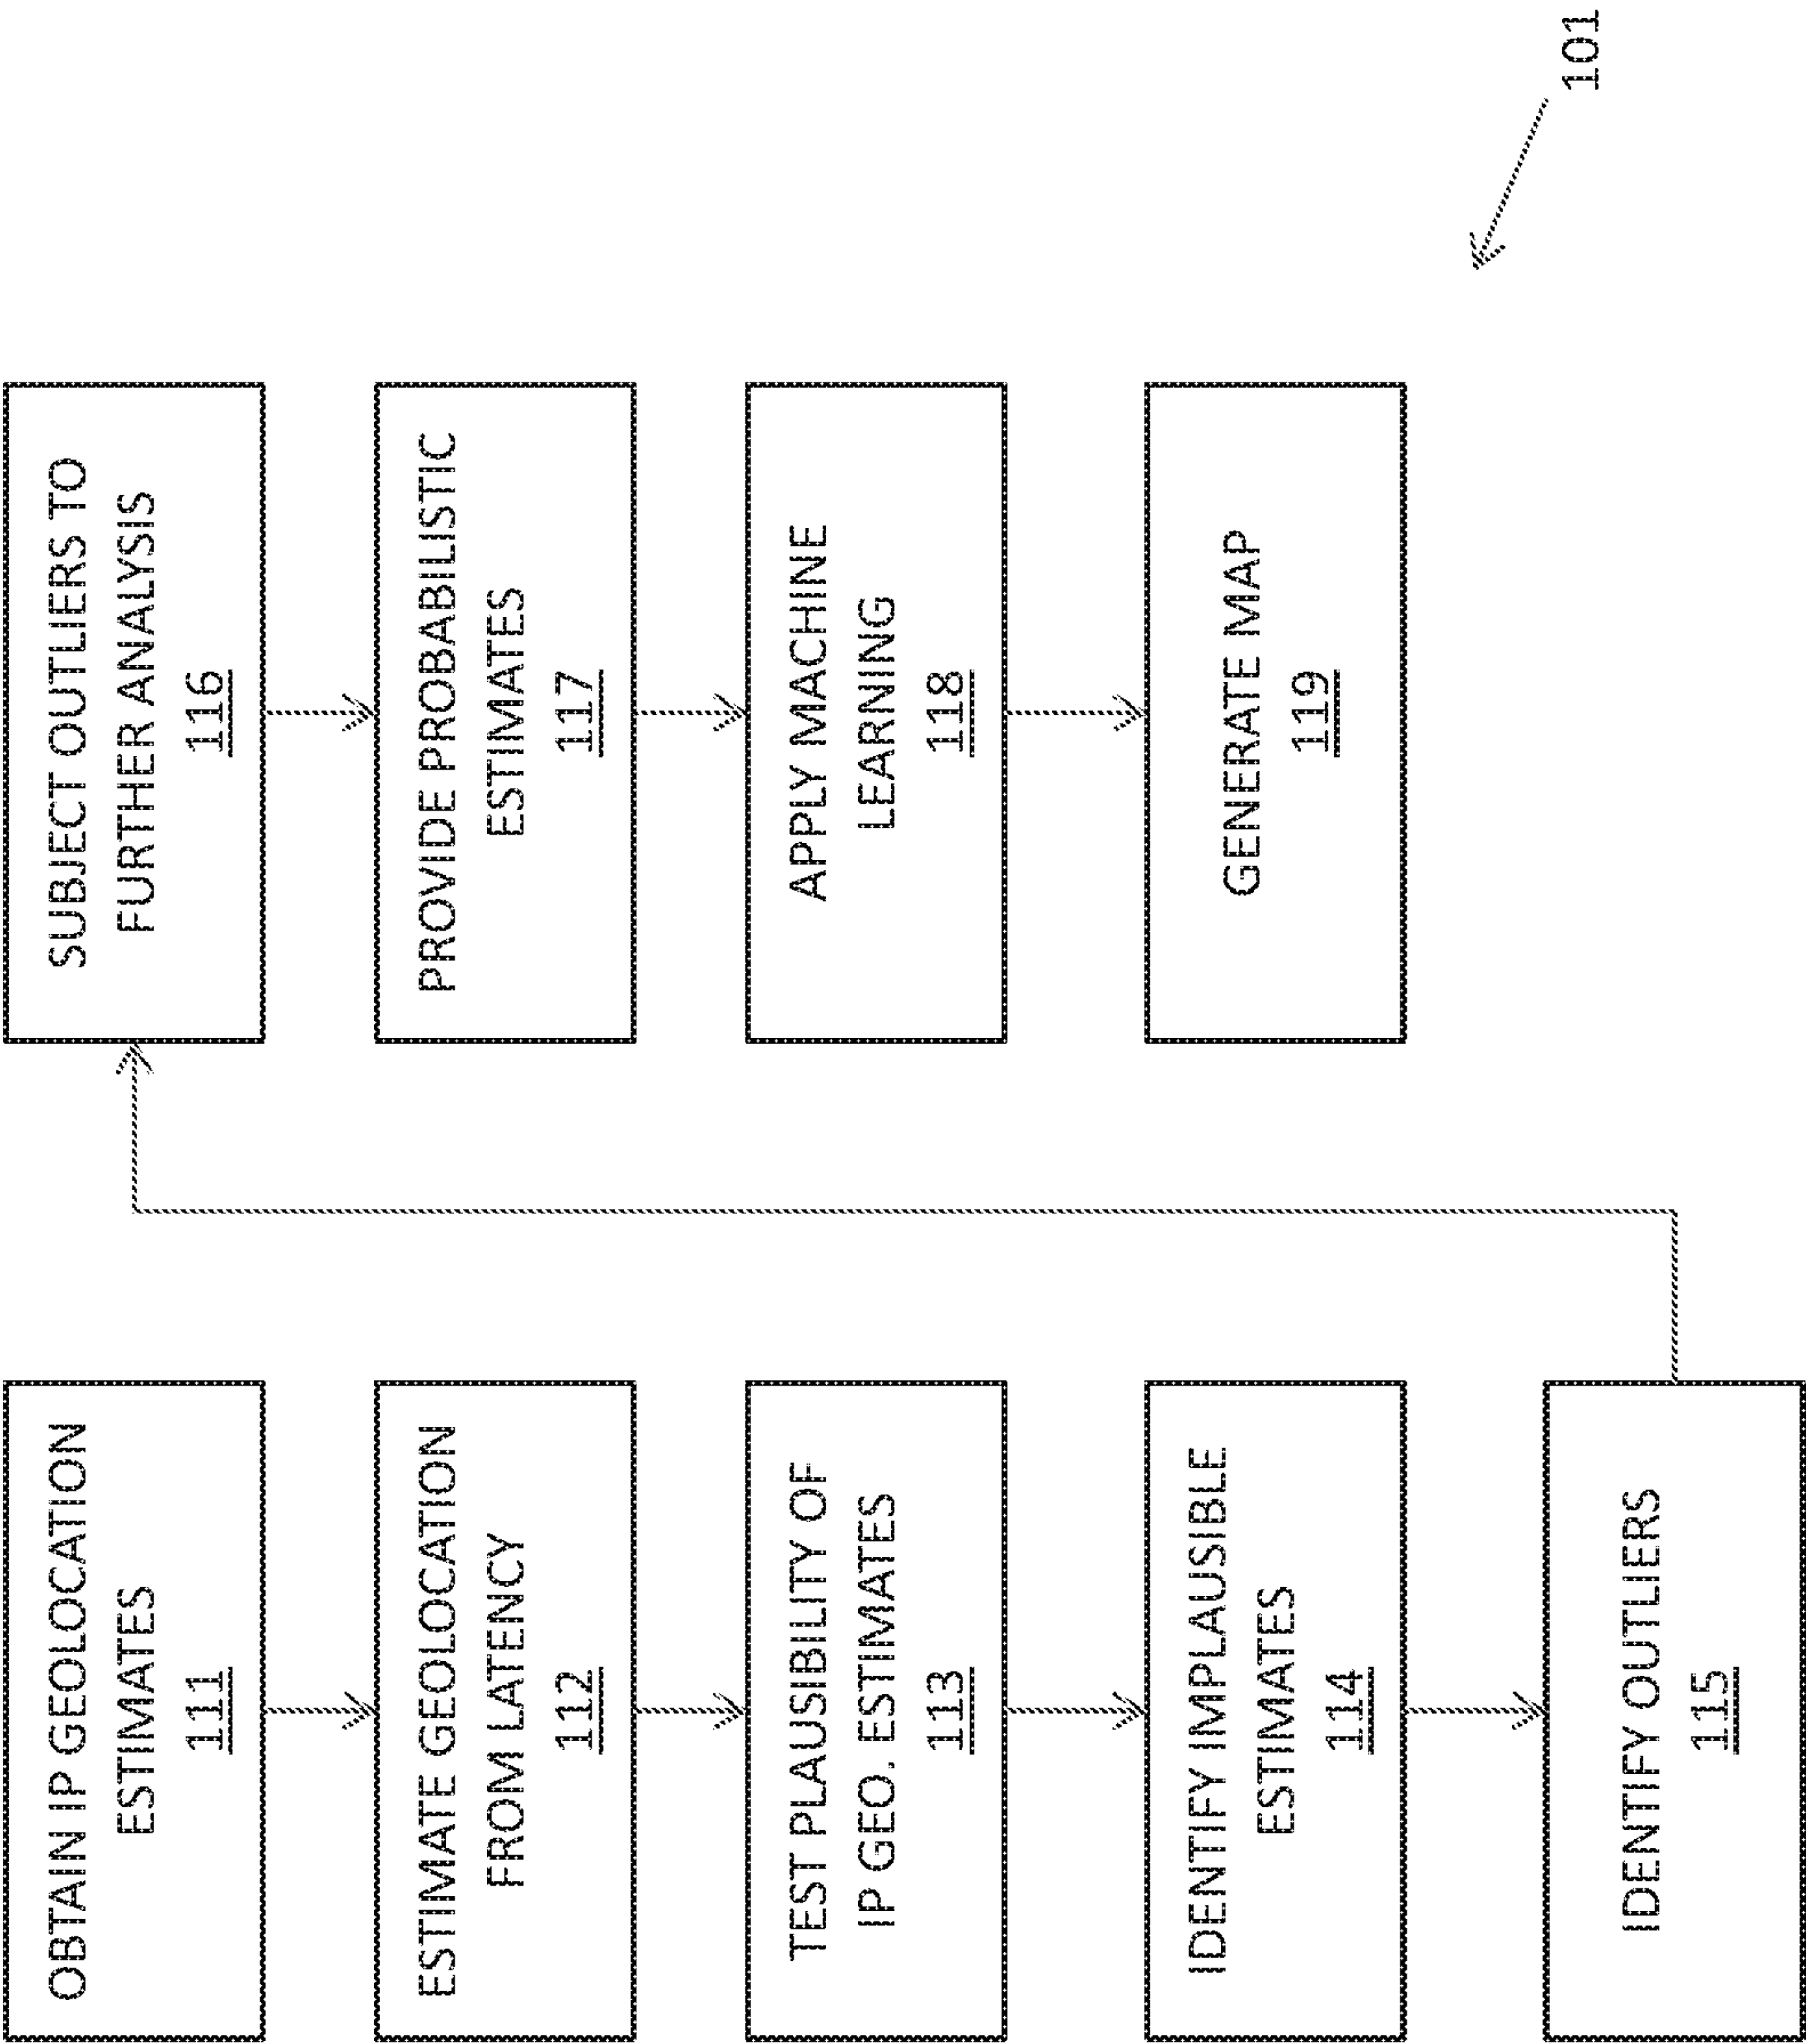 OBTAIN IP GEOLOCATION
ESTIMATES
111
ESTIMATE GEOLOCATION
FROM LATENCY
112
TEST PLAUSIBILITY OF
IP GEO. ESTIMATES
113
IDENTIFY IMPLAUSIBLE
ESTIMATES
114
IDENTIFY OUTLIERS
115
SUBJECT OUTLIERS TO
FURTHER ANALYSIS
116
PROVIDE PROBABILISTIC
ESTIMATES
117
APPLY MACHINE
LEARNING
118
GENERATE MAP
119
101